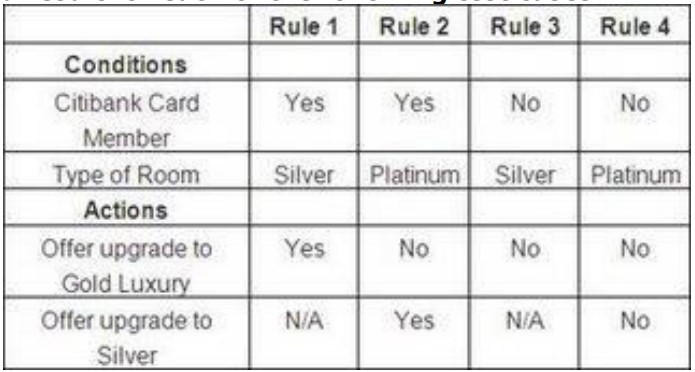 Rule 1 Rule 2 Rule 3 Rule 4
Conditions
Citibank Card Yes Yes No No
Member
Type of Room Silver Platinum Silver Platinum
Actions
Offer upgrade to Yes No No No
Gold Luxury
Offer upgrade to N/A Yes N/A No
Silver